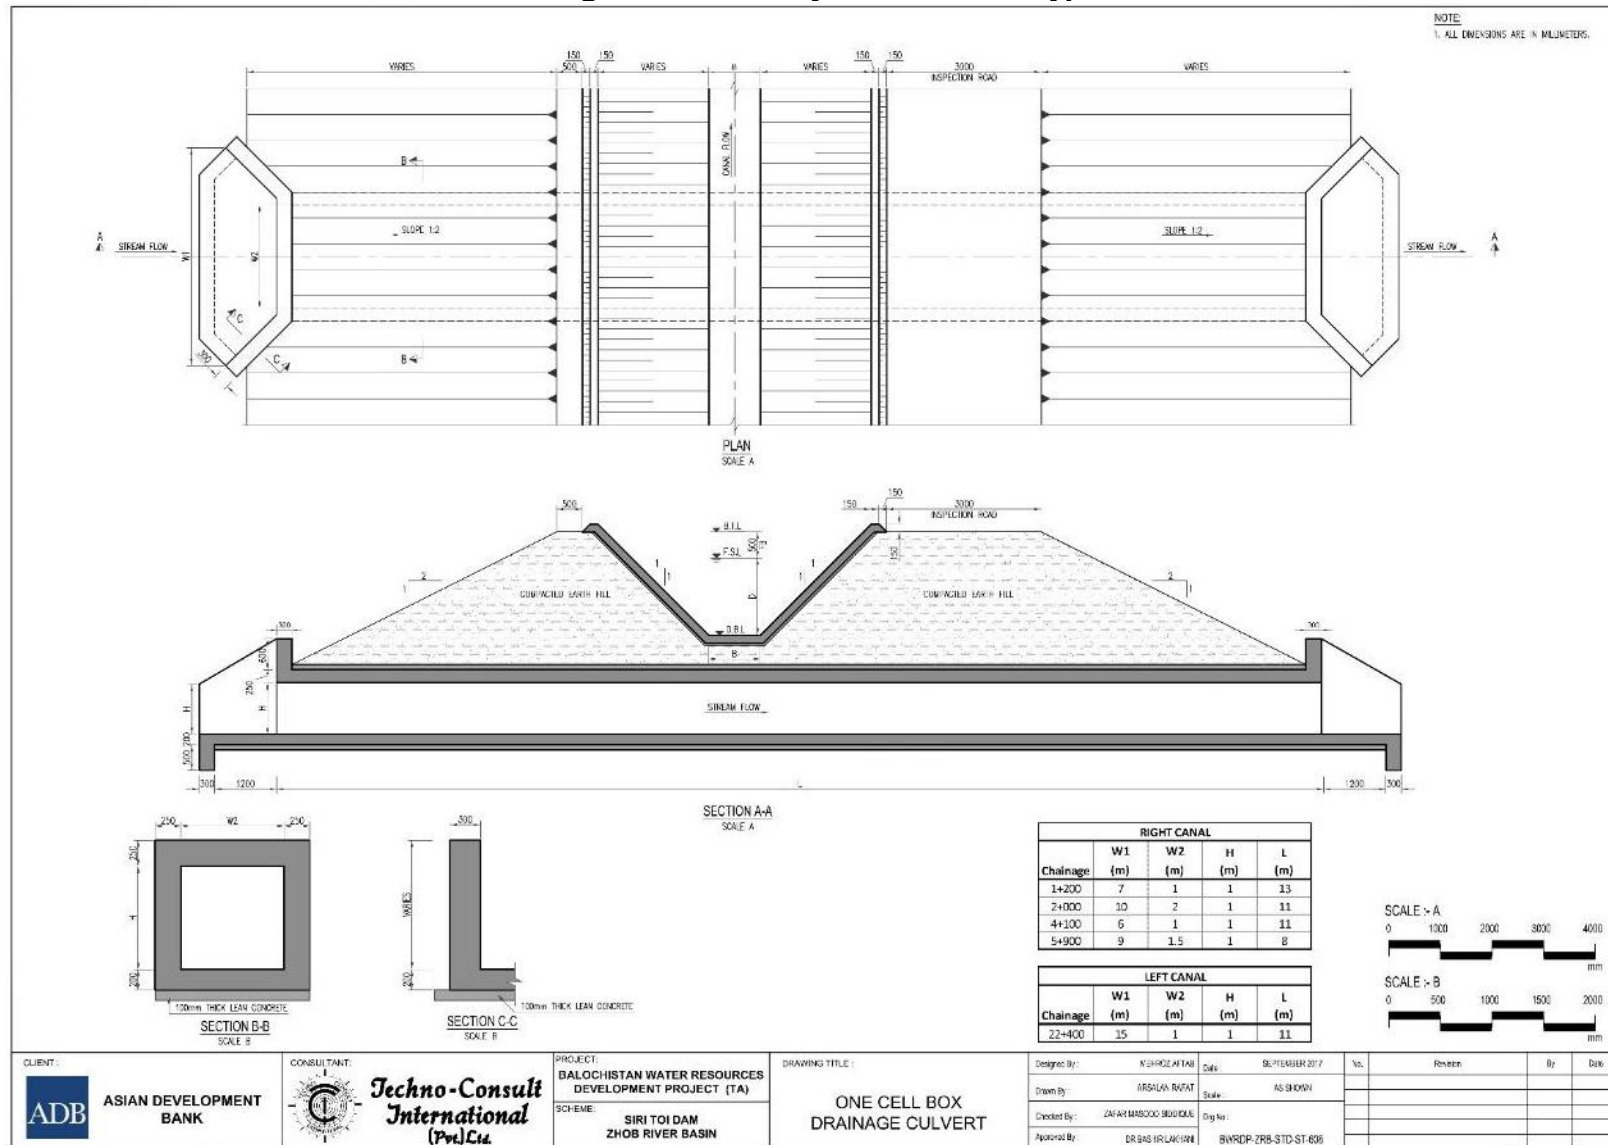 NOTE:
1. ALL DIMENSIONS ARE IN MILLIMETERS.
VARIES
500
150
150
VARIES
B
VARIES
150
150
3000
INSPECTION ROAD
VARIES
CANAL FLOW
B
B
SLOPE 1:2
SLOPE 1:2
A
STREAM FLOW
W1
W2
C
C
300
STREAM FLOW
A
PLAN
SCALE A
500
150
150
3000
INSPECTION ROAD
B.T.L
F.S.L
500
D
150
1
1
1
1
2
1
2
1
COMPACTED EARTH FILL
COMPACTED EARTH FILL
D.B.L
B
300
300
600
250
H
H
STREAM FLOW
200
500
300
1200
L
1200
300
SECTION A-A
SCALE A
250
W2
250
250
H
200
100mm THICK LEAN CONCRETE
SECTION B-B
SCALE B
300
VARIES
200
100mm THICK LEAN CONCRETE
SECTION C-C
SCALE B
RIGHT CANAL
Chainage W1 (m) W2 (m) H (m) L (m)
1+200 7 1 1 13
2+000 10 2 1 11
4+100 6 1 1 11
5+900 9 1.5 1 8
LEFT CANAL
Chainage W1 (m) W2 (m) H (m) L (m)
22+400 15 1 1 11
SCALE :- A
0 1000 2000 3000 4000
mm
SCALE :- B
0 500 1000 1500 2000
mm
CLIENT :
ADB
ASIAN DEVELOPMENT
BANK
CONSULTANT:
Techno-Consult
International
(Pvt.) Ltd.
PROJECT:
BALOCHISTAN WATER RESOURCES
DEVELOPMENT PROJECT (TA)
SCHEME:
SIRI TOI DAM
ZHOB RIVER BASIN
DRAWING TITLE :
ONE CELL BOX
DRAINAGE CULVERT
Designed By : MEHROZ AFTAB Date : SEPTEMBER 2017
Drawn By : ARSALAN RAFAT Scale : AS SHOWN
Checked By : ZAFAR MASOOD SIDDIQUE Drg No :
Approved By BWRDP-ZRB-STD-ST-606
No. Revision By Date